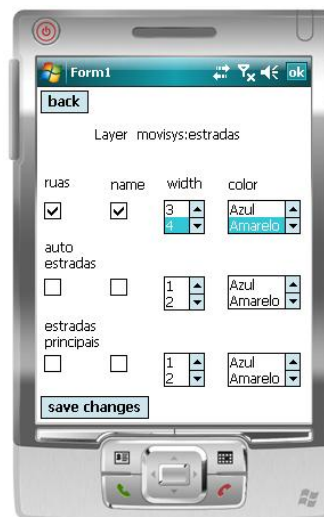 Form1 ok
back
Layer movisys:estradas
ruas name width color
3 Azul
4 Amarelo
auto
estradas
1 Azul
2 Amarelo
estradas
principais
1 Azul
2 Amarelo
save changes